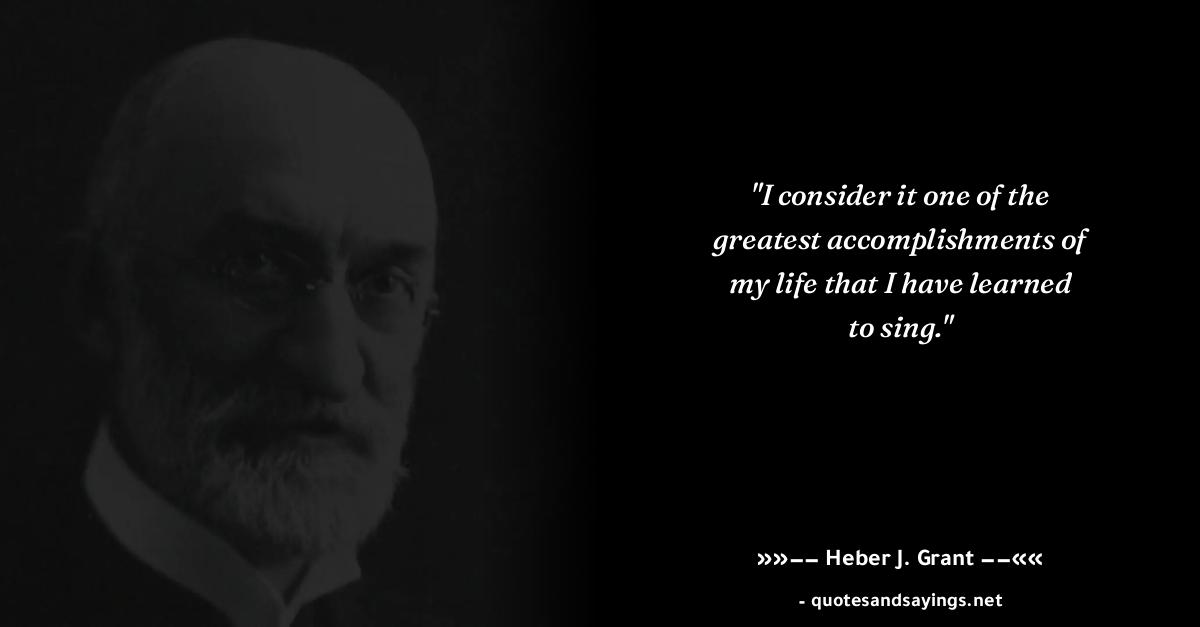 "I consider it one of the
greatest accomplishments of
my life that I have learned
to sing."
»»–– Heber J. Grant ––««
- quotesandsayings.net